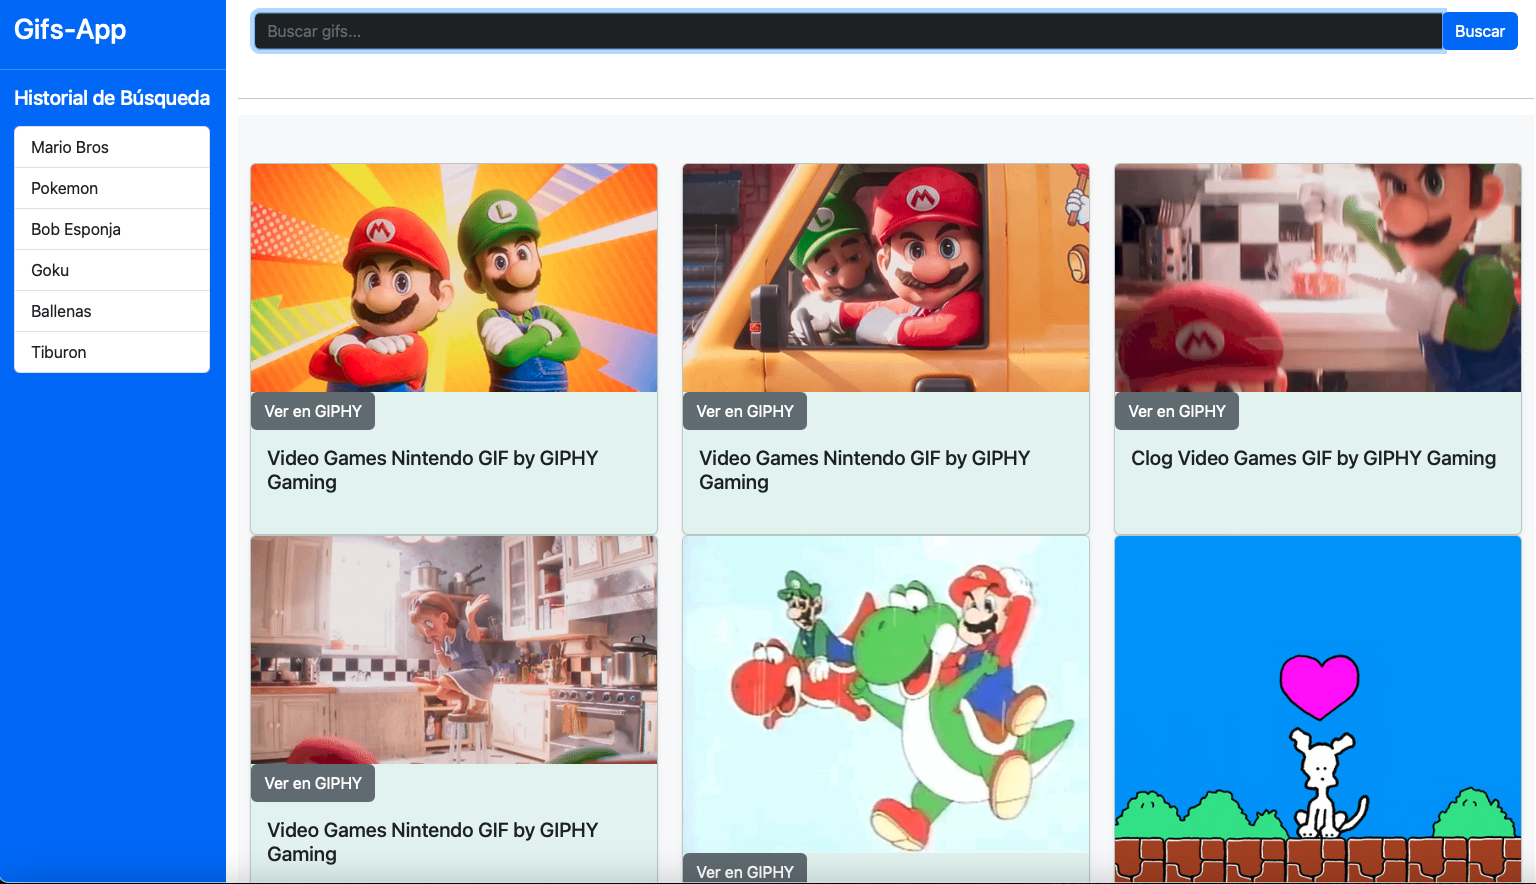 Gifs-App
Buscar gifs...
Buscar
Historial de Búsqueda
Mario Bros
Pokemon
Bob Esponja
Goku
Ballenas
Tiburon
M
L
L
M
M
Ver en GIPHY
Ver en GIPHY
Ver en GIPHY
Video Games Nintendo GIF by GIPHY
Gaming
Video Games Nintendo GIF by GIPHY
Gaming
Clog Video Games GIF by GIPHY Gaming
Ver en GIPHY
Video Games Nintendo GIF by GIPHY
Gaming
Ver en GIPHY